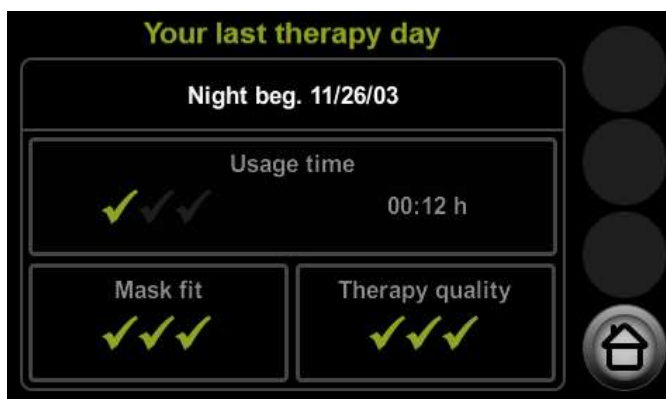 Your last therapy day
Night beg. 11/26/03
Usage time
00:12 h
Mask fit
Therapy quality